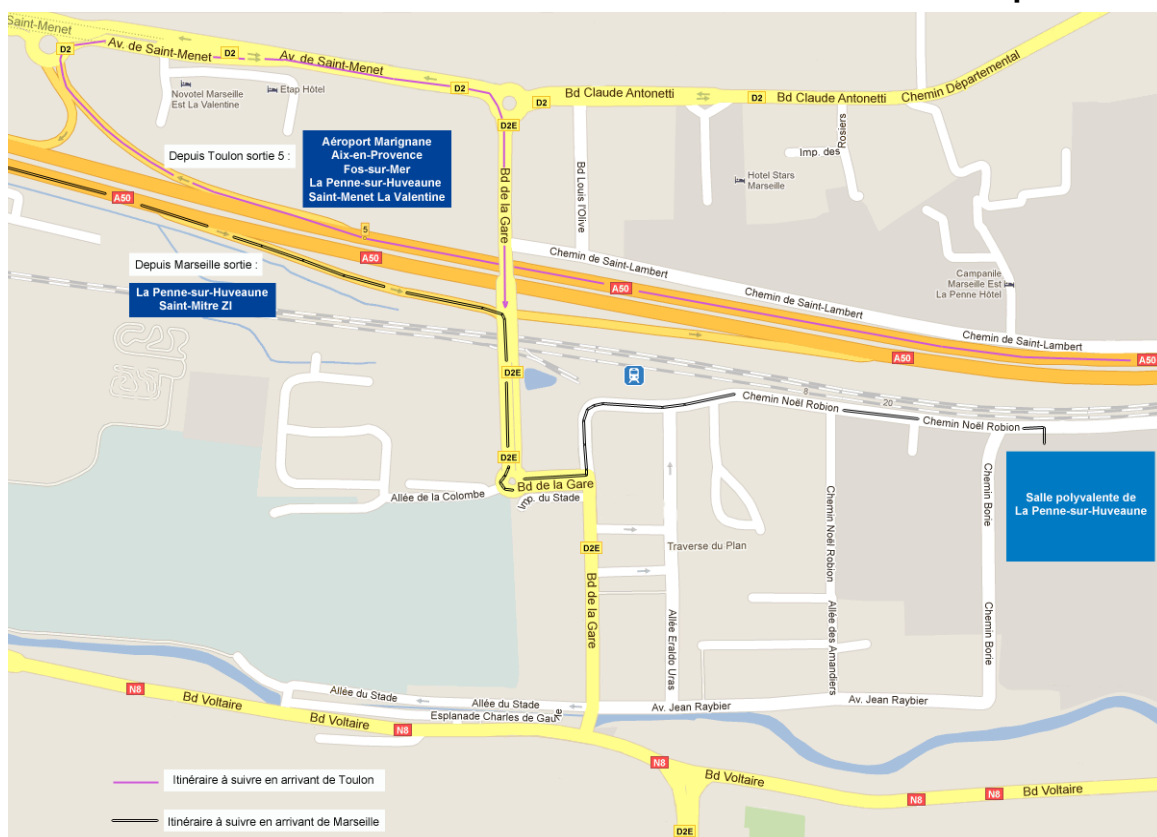 Saint-Menet
D2
Av. de Saint-Menet
D2
Av. de Saint-Menet
D2
D2
Bd Claude Antonetti
D2
Bd Claude Antonetti
Chemin Départemental
Novotel Marseille
Est La Valentine
Etap Hôtel
D2E
Depuis Toulon sortie 5 :
Aéroport Marignane
Aix-en-Provence
Fos-sur-Mer
La Penne-sur-Huveaune
Saint-Menet La Valentine
Bd de la Gare
Bd Louis l'Olive
Imp. des
Rosiers
Hotel Stars
Marseille
A50
5
A50
A50
Chemin de Saint-Lambert
Depuis Marseille sortie :
La Penne-sur-Huveaune
Saint-Mitre ZI
Campanile
Marseille Est
La Penne Hôtel
Chemin de Saint-Lambert
Chemin de Saint-Lambert
A50
A50
D2E
8
20
Chemin Noël Robion
Chemin Noël Robion
D2E
Bd de la Gare
Allée de la Colombe
Imp. du Stade
Salle polyvalente de
La Penne-sur-Huveaune
Chemin Borie
Chemin Noël Robion
D2E
Traverse du Plan
Bd de la Gare
Allée Eraldo Uras
Allée des Amandiers
Chemin Borie
N8
Bd Voltaire
Allée du Stade
Allée du Stade
Av. Jean Raybier
Av. Jean Raybier
Esplanade Charles de Gaulle
Bd Voltaire
N8
N8
Bd Voltaire
N8
N8
Bd Voltaire
D2E
Itinéraire à suivre en arrivant de Toulon
Itinéraire à suivre en arrivant de Marseille